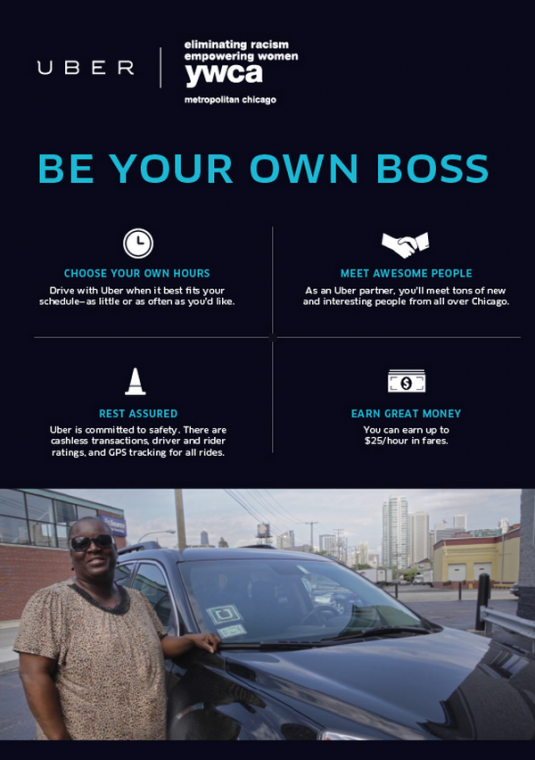 UBER
eliminating racism
empowering women
ywca
metropolitan chicago
BE YOUR OWN BOSS
CHOOSE YOUR OWN HOURS
Drive with Uber when it best fits your
schedule—as little or as often as you'd like.
MEET AWESOME PEOPLE
As an Uber partner, you'll meet tons of new
and interesting people from all over Chicago.
REST ASSURED
Uber is committed to safety. There are
cashless transactions, driver and rider
ratings, and GPS tracking for all rides.
EARN GREAT MONEY
You can earn up to
$25/hour in fares.